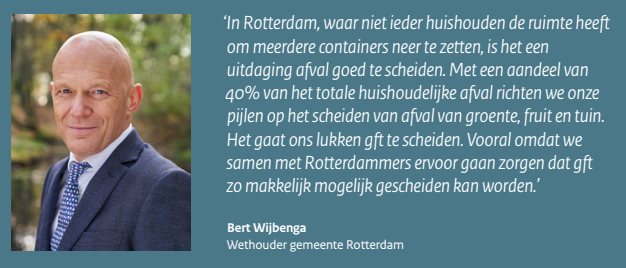 ‘In Rotterdam, waar niet ieder huishouden de ruimte heeft
om meerdere containers neer te zetten, is het een
uitdaging afval goed te scheiden. Met een aandeel van
40% van het totale huishoudelijke afval richten we onze
pijlen op het scheiden van afval van groente, fruit en tuin.
Het gaat ons lukken gft te scheiden. Vooral omdat we
samen met Rotterdammers ervoor gaan zorgen dat gft
zo makkelijk mogelijk gescheiden kan worden.’
Bert Wijbenga
Wethouder gemeente Rotterdam